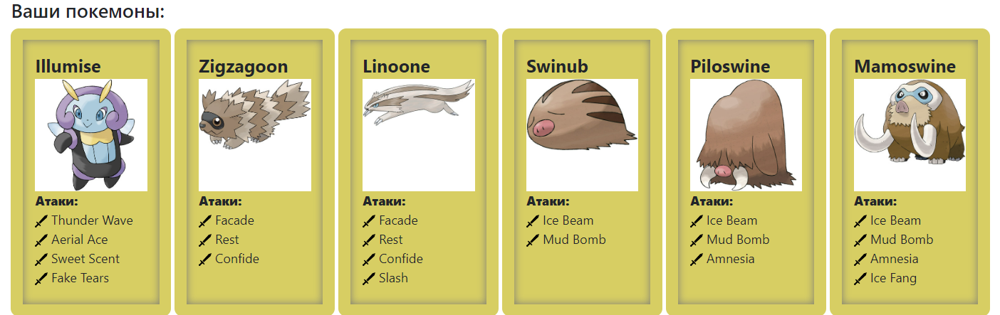 Ваши покемоны:
Illumise
Атаки:
Thunder Wave
Aerial Ace
Sweet Scent
Fake Tears
Zigzagoon
Атаки:
Facade
Rest
Confide
Linoone
Атаки:
Facade
Rest
Confide
Slash
Swinub
Атаки:
Ice Beam
Mud Bomb
Piloswine
Атаки:
Ice Beam
Mud Bomb
Amnesia
Mamoswine
Атаки:
Ice Beam
Mud Bomb
Amnesia
Ice Fang